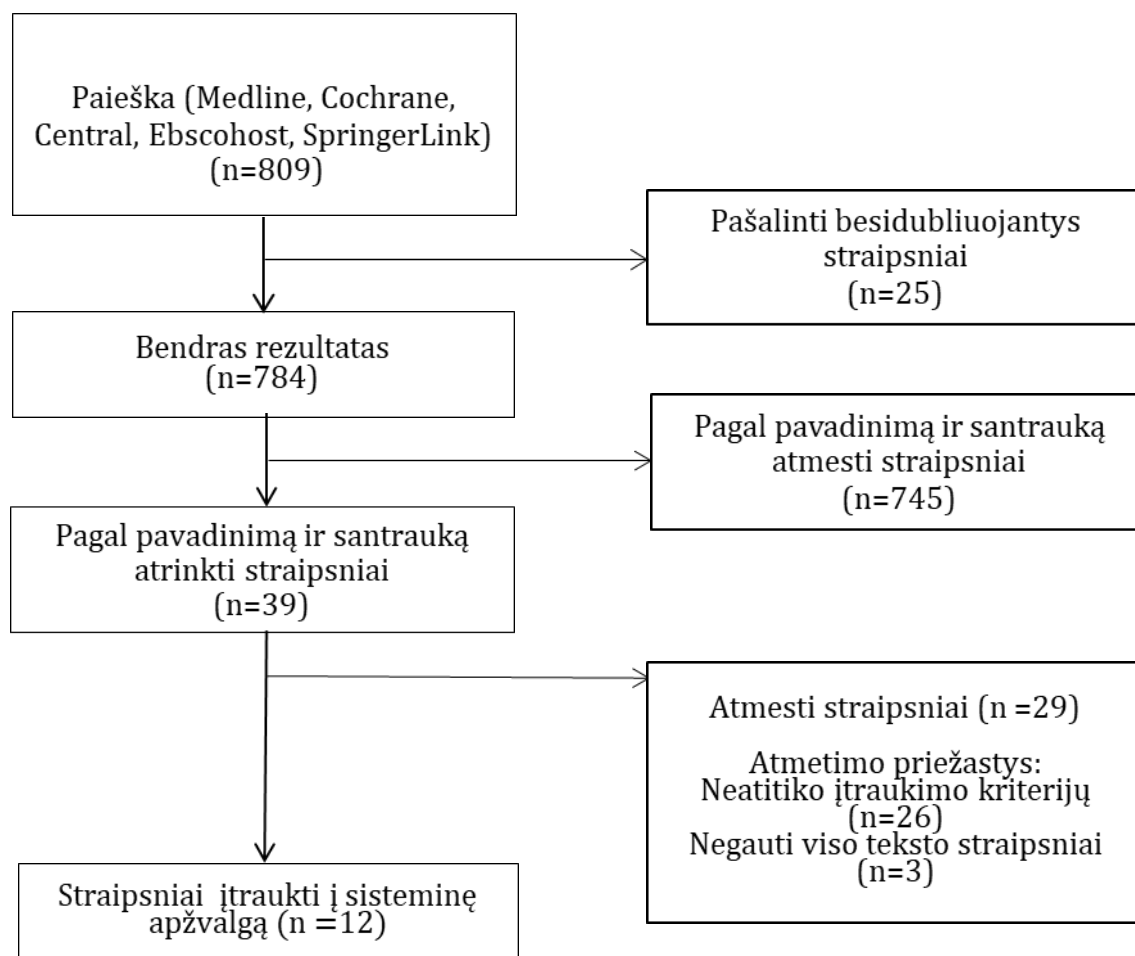 Paieška (Medline, Cochrane,
Central, Ebscohost, SpringerLink)
(n=809)
Pašalinti besidubliuojantys
straipsniai
(n=25)
Bendras rezultatas
(n=784)
Pagal pavadinimą ir santrauką
atmesti straipsniai
(n=745)
Pagal pavadinimą ir santrauką
atrinkti straipsniai
(n=39)
Atmesti straipsniai (n =29)
Atmetimo priežastys:
Neatitiko įtraukimo kriterijų
(n=26)
Negauti viso teksto straipsniai
(n=3)
Straipsniai įtraukti į sisteminę
apžvalgą (n =12)